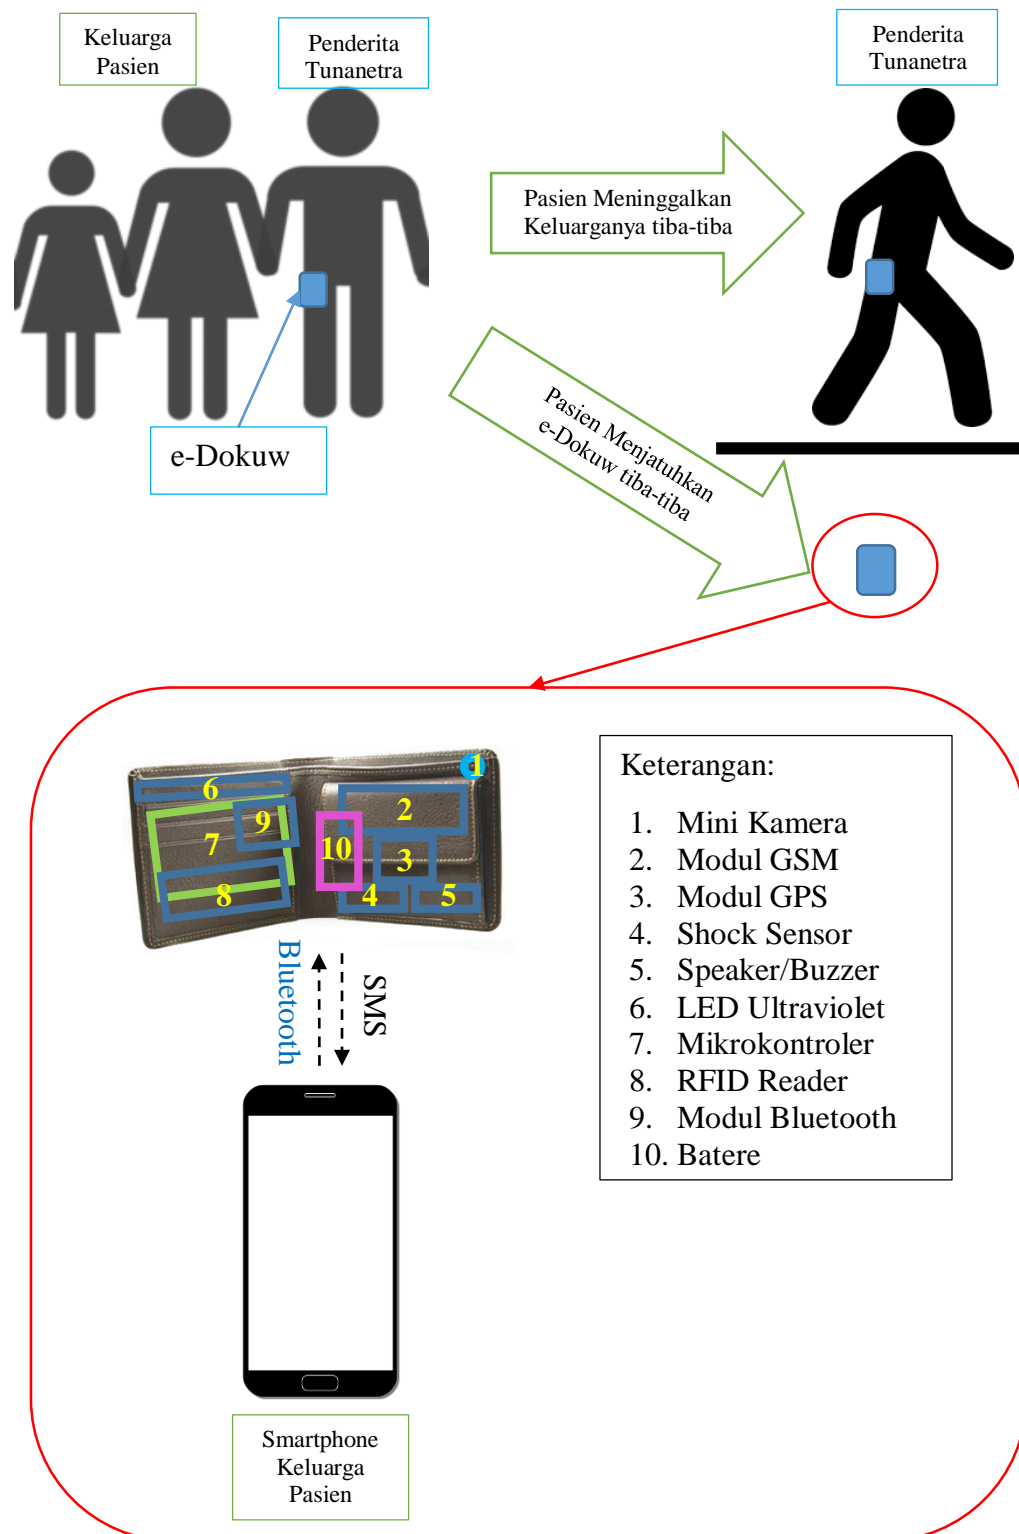 Keluarga
Pasien
Penderita
Tunanetra
Penderita
Tunanetra
Pasien Meninggalkan
Keluarganya tiba-tiba
Pasien Menjatuhkan
e-Dokuw tiba-tiba
e-Dokuw
1
2
3
4
5
6
7
8
9
10
Bluetooth
SMS
Keterangan:
1. Mini Kamera
2. Modul GSM
3. Modul GPS
4. Shock Sensor
5. Speaker/Buzzer
6. LED Ultraviolet
7. Mikrokontroler
8. RFID Reader
9. Modul Bluetooth
10. Batere
Smartphone
Keluarga
Pasien